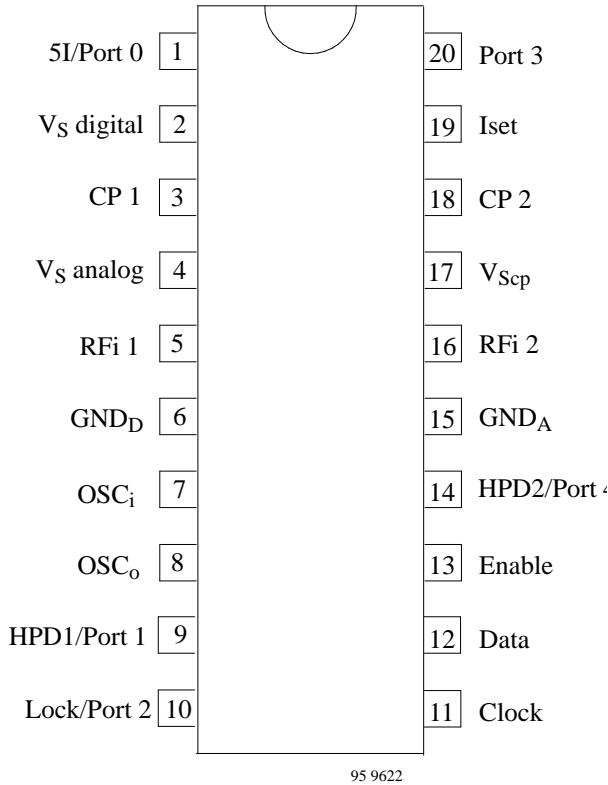 5I/Port 0 1 20 Port 3
VS digital 2 19 Iset
CP 1 3 18 CP 2
VS analog 4 17 VScp
RFi 1 5 16 RFi 2
GNDD 6 15 GNDA
OSCi 7 14 HPD2/Port 4
OSCo 8 13 Enable
HPD1/Port 1 9 12 Data
Lock/Port 2 10 11 Clock
95 9622